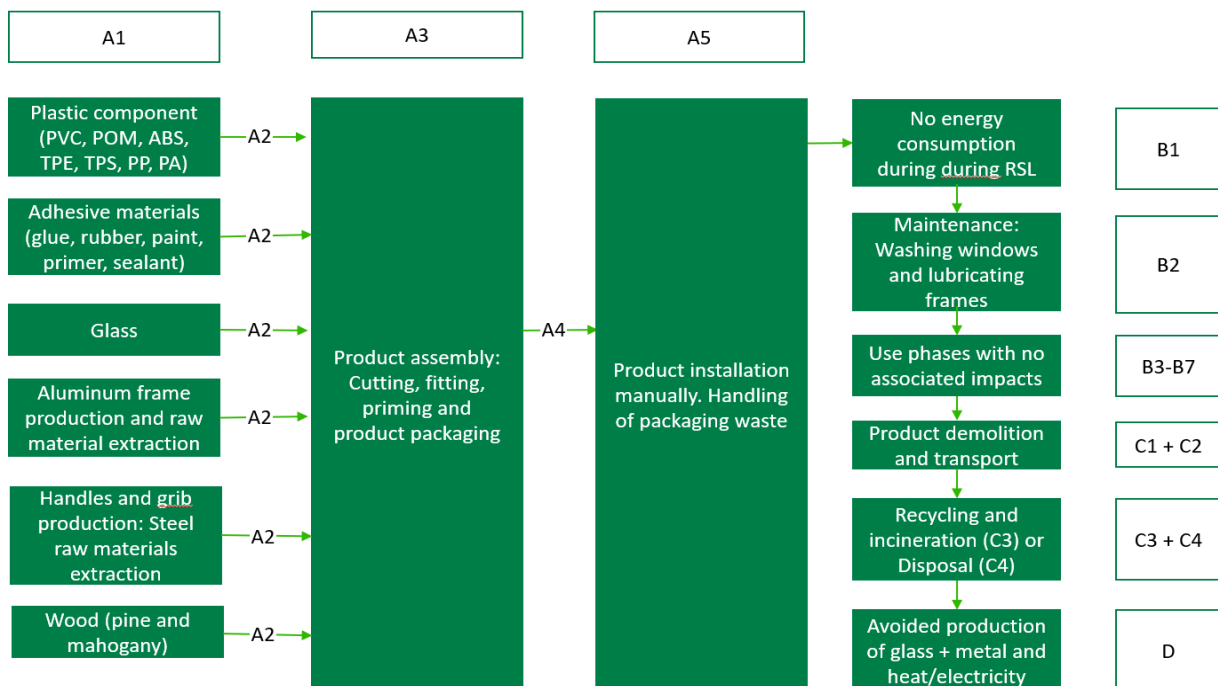 A1
A3
A5
Plastic component
(PVC, POM, ABS,
TPE, TPS, PP, PA)
A2
Adhesive materials
(glue, rubber, paint,
primer, sealant)
A2
Glass
A2
Aluminum frame
production and raw
material extraction
A2
Handles and grib
production: Steel
raw materials
extraction
A2
Wood (pine and
mahogany)
A2
Product assembly:
Cutting, fitting,
priming and
product packaging
A4
Product installation
manually. Handling
of packaging waste
No energy
consumption
during during RSL
B1
Maintenance:
Washing windows
and lubricating
frames
B2
Use phases with no
associated impacts
B3-B7
Product demolition
and transport
C1 + C2
Recycling and
incineration (C3) or
Disposal (C4)
C3 + C4
Avoided production
of glass + metal and
heat/electricity
D